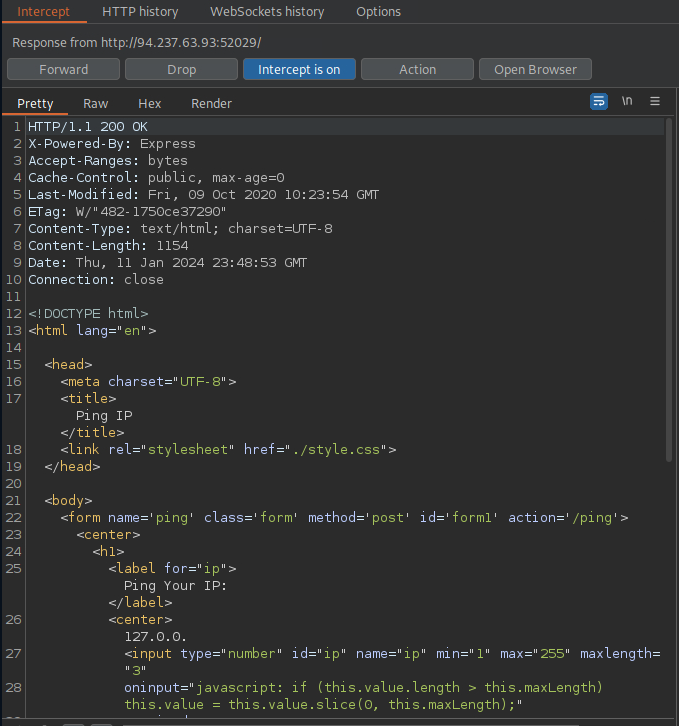 Intercept HTTP history WebSockets history Options
Response from http://94.237.63.93:52029/
Forward Drop Intercept is on Action Open Browser
Pretty Raw Hex Render \n
1 HTTP/1.1 200 OK
2 X-Powered-By: Express
3 Accept-Ranges: bytes
4 Cache-Control: public, max-age=0
5 Last-Modified: Fri, 09 Oct 2020 10:23:54 GMT
6 ETag: W/"482-1750ce37290"
7 Content-Type: text/html; charset=UTF-8
8 Content-Length: 1154
9 Date: Thu, 11 Jan 2024 23:48:53 GMT
10 Connection: close
11
12 <!DOCTYPE html>
13 <html lang="en">
14
15 <head>
16 <meta charset="UTF-8">
17 <title>
Ping IP
</title>
18 <link rel="stylesheet" href="./style.css">
19 </head>
20
21 <body>
22 <form name='ping' class='form' method='post' id='form1' action='/ping'>
23 <center>
24 <h1>
25 <label for="ip">
Ping Your IP:
</label>
26 <center>
127.0.0.
27 <input type="number" id="ip" name="ip" min="1" max="255" maxlength=
"3"
28 oninput="javascript: if (this.value.length > this.maxLength)
this.value = this.value.slice(0, this.maxLength);"